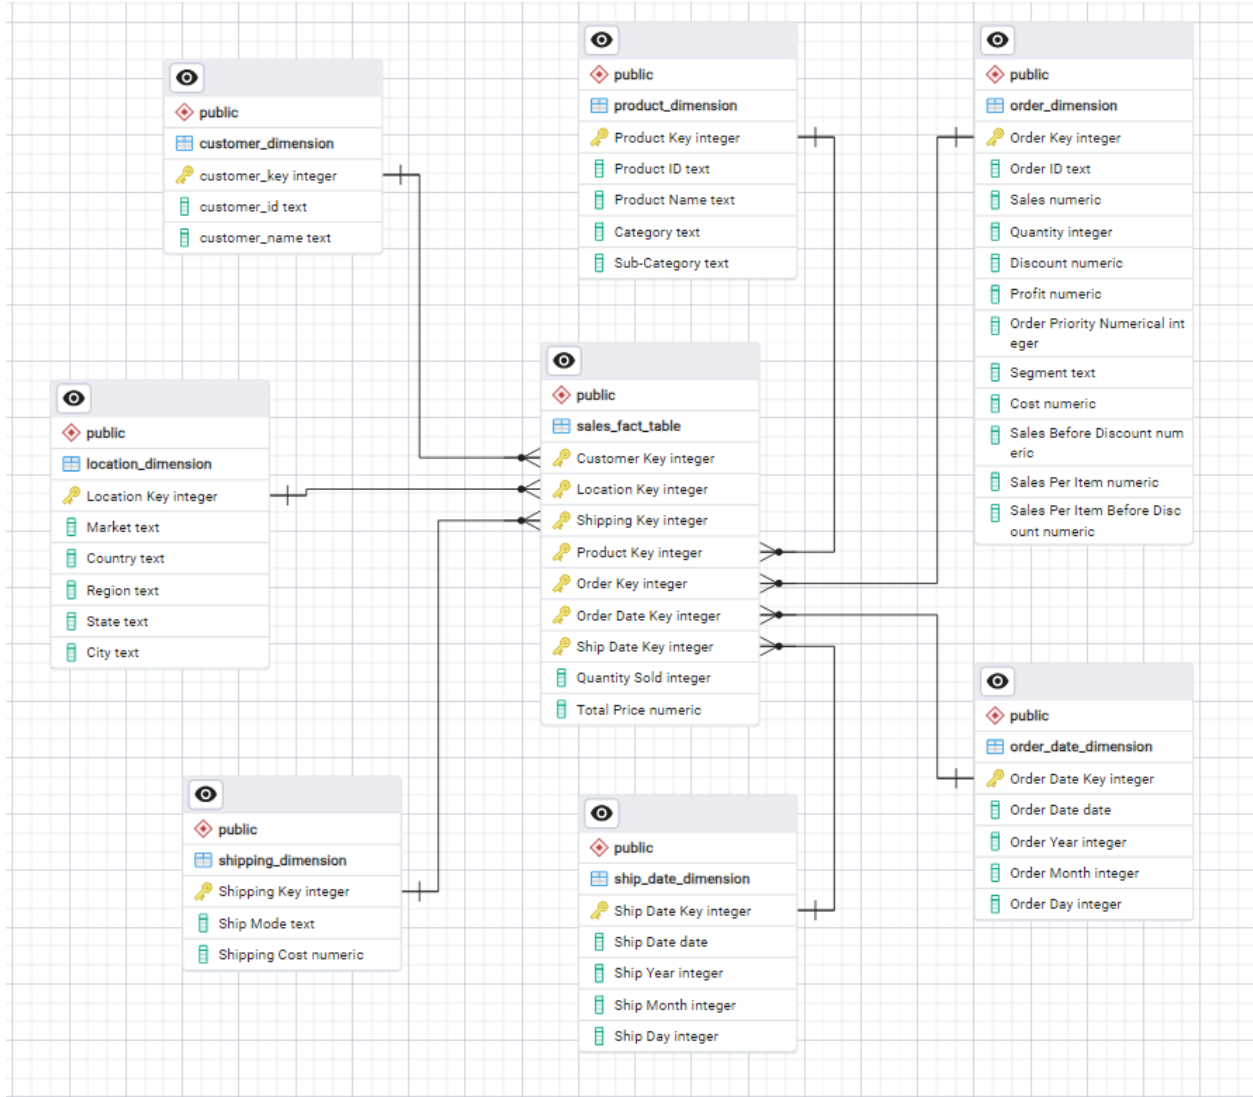 public
customer_dimension
customer_key integer
customer_id text
customer_name text
public
product_dimension
Product Key integer
Product ID text
Product Name text
Category text
Sub-Category text
public
order_dimension
Order Key integer
Order ID text
Sales numeric
Quantity integer
Discount numeric
Profit numeric
Order Priority Numerical int
eger
Segment text
Cost numeric
Sales Before Discount num
eric
Sales Per Item numeric
Sales Per Item Before Disc
ount numeric
public
location_dimension
Location Key integer
Market text
Country text
Region text
State text
City text
public
sales_fact_table
Customer Key integer
Location Key integer
Shipping Key integer
Product Key integer
Order Key integer
Order Date Key integer
Ship Date Key integer
Quantity Sold integer
Total Price numeric
public
shipping_dimension
Shipping Key integer
Ship Mode text
Shipping Cost numeric
public
ship_date_dimension
Ship Date Key integer
Ship Date date
Ship Year integer
Ship Month integer
Ship Day integer
public
order_date_dimension
Order Date Key integer
Order Date date
Order Year integer
Order Month integer
Order Day integer